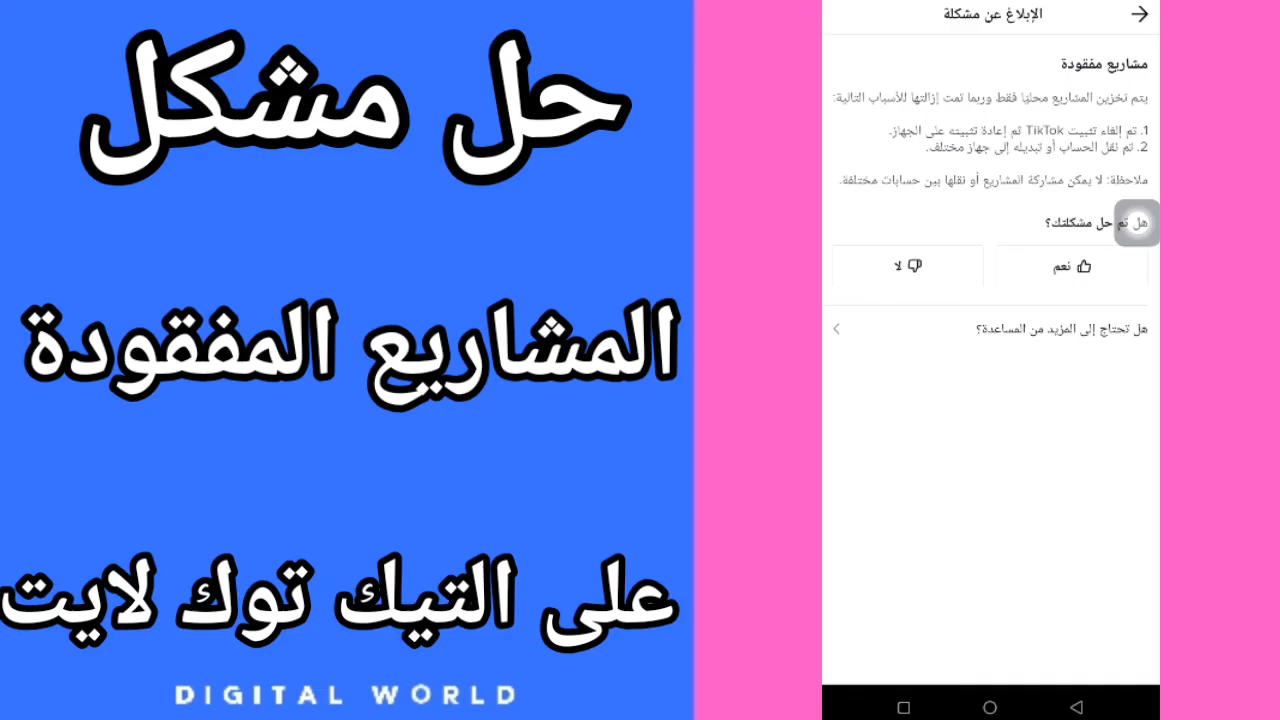 حل مشكل
المشاريع المفقودة
على التيك توك لايت
DIGITAL WORLD
الإبلاغ عن مشكلة
مشاريع مفقودة
يتم تخزين المشاريع محليًا فقط وربما تمت إزالتها للأسباب التالية:
1. تم إلغاء تثبيت TikTok ثم إعادة تثبيته على الجهاز.
2. تم نقل الحساب أو تبديله إلى جهاز مختلف.
ملاحظة: لا يمكن مشاركة المشاريع أو نقلها بين حسابات مختلفة.
هل تم حل مشكلتك؟
نعم
لا
هل تحتاج إلى المزيد من المساعدة؟